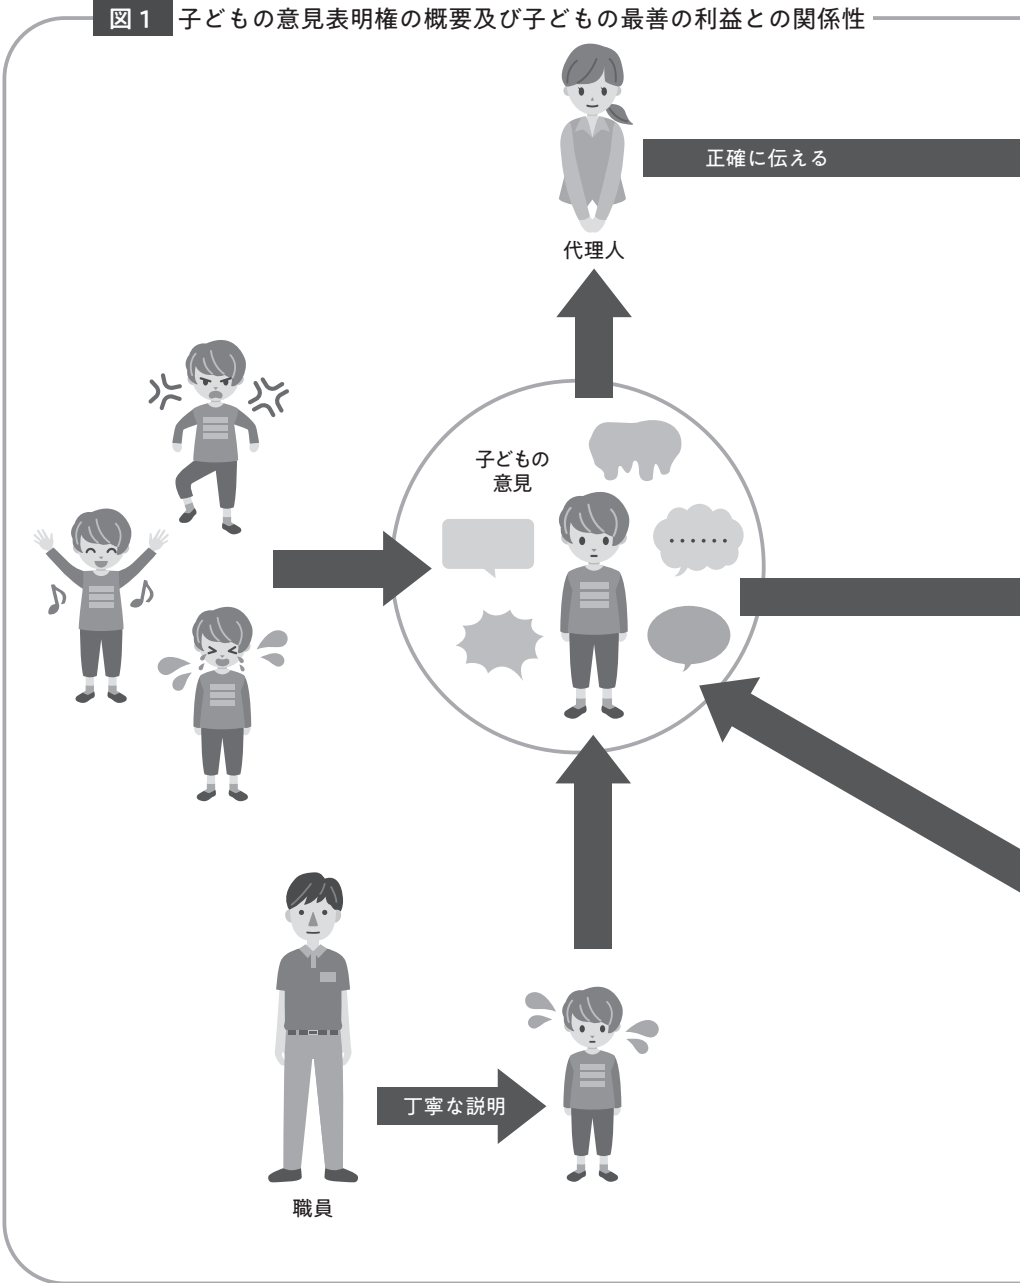 図1 子どもの意見表明権の概要及び子どもの最善の利益との関係性
正確に伝える
代理人
子どもの
意見
......
丁寧な説明
職員